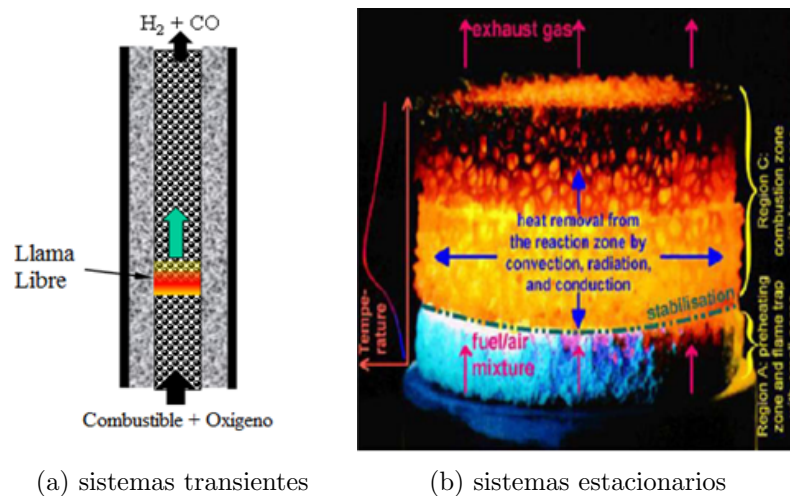 H₂ + CO
Llama
Libre
Combustible + Oxigeno
(a) sistemas transientes
exhaust gas
Tempe-
rature
heat removal from
the reaction zone by
convection, radiation,
and conduction
stabilisation
fuel/air
mixture
Region C:
combustion zone
Region A: preheating
zone and flame trap
(b) sistemas estacionarios